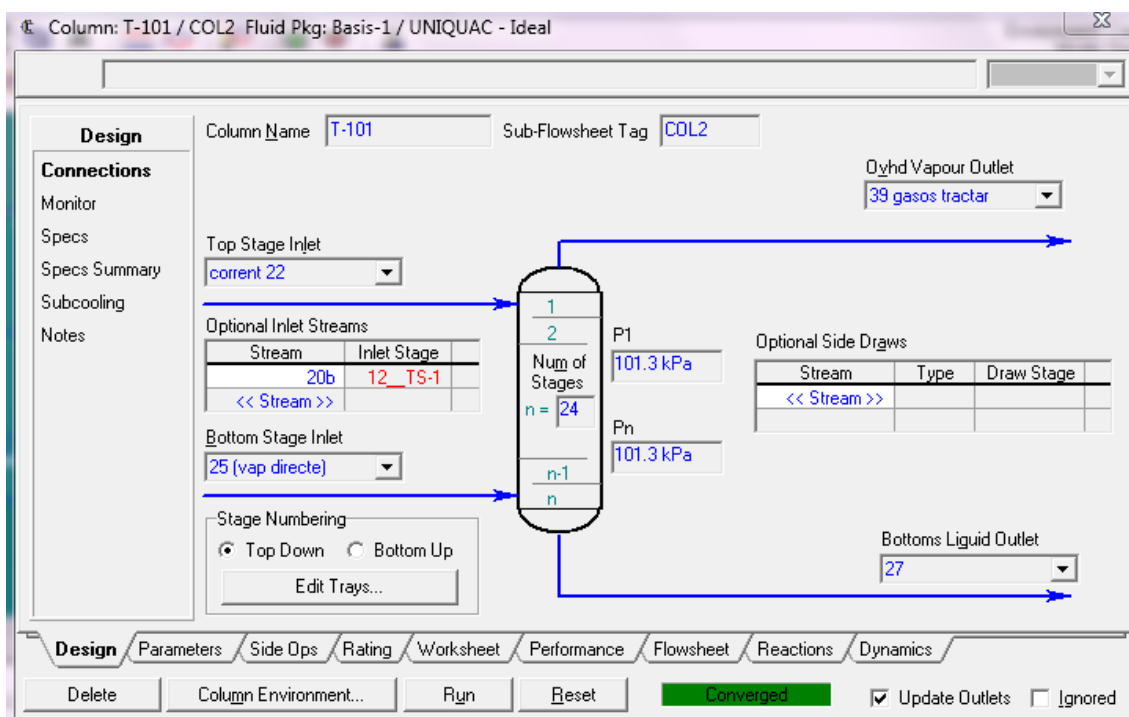 Column: T-101 / COL2 Fluid Pkg: Basis-1 / UNIQUAC - Ideal
Design
Connections
Monitor
Specs
Specs Summary
Subcooling
Notes
Column Name T-101 Sub-Flowsheet Tag COL2
Ovhd Vapour Outlet
39 gasos tractar
Top Stage Inlet
corrent 22
Optional Inlet Streams
Stream Inlet Stage
20b 12__TS-1
<< Stream >>
Bottom Stage Inlet
25 (vap directe)
Stage Numbering
Top Down Bottom Up
Edit Trays...
1
2
Num of
Stages
n = 24
n-1
n
P1
101.3 kPa
Pn
101.3 kPa
Optional Side Draws
Stream Type Draw Stage
<< Stream >>
Bottoms Liquid Outlet
27
Design Parameters Side Ops Rating Worksheet Performance Flowsheet Reactions Dynamics
Delete Column Environment... Run Reset Converged Update Outlets Ignored